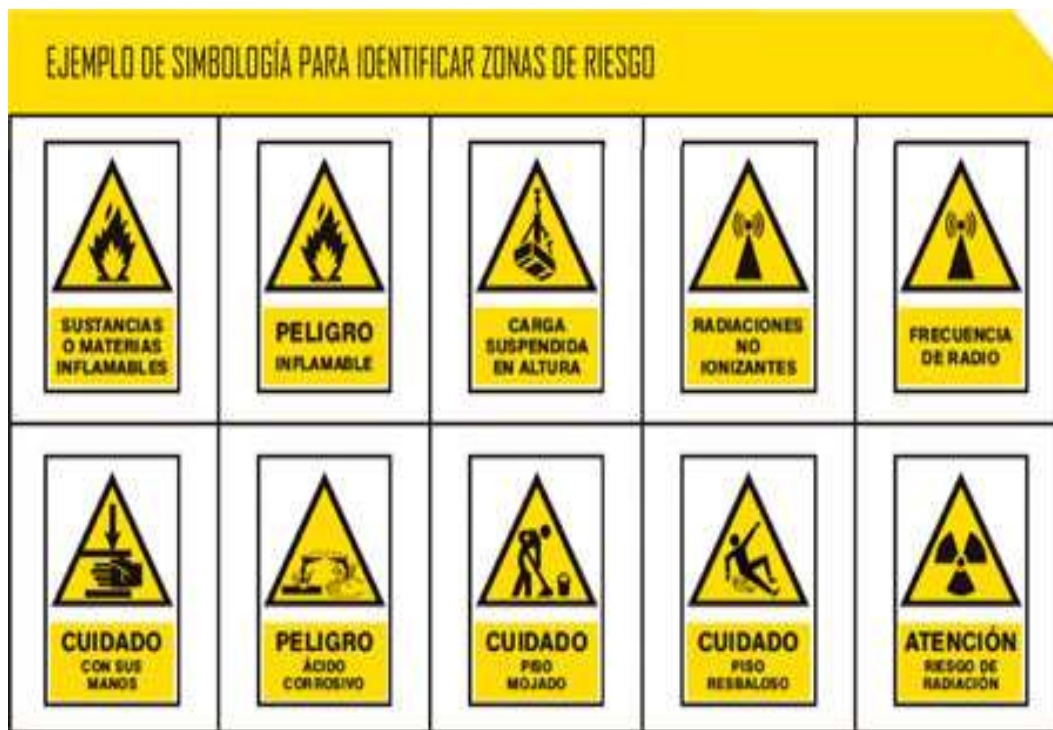 EJEMPLO DE SIMBOLOGÍA PARA IDENTIFICAR ZONAS DE RIESGO
SUSTANCIAS
O MATERIAS
INFLAMABLES
PELIGRO
INFLAMABLE
CARGA
SUSPENDIDA
EN ALTURA
RADIACIONES
NO
IONIZANTES
FRECUENCIA
DE RADIO
CUIDADO
CON SUS
MANOS
PELIGRO
ÁCIDO
CORROSIVO
CUIDADO
PISO
MOJADO
CUIDADO
PISO
RESBALOSO
ATENCIÓN
RIESGO DE
RADIACIÓN